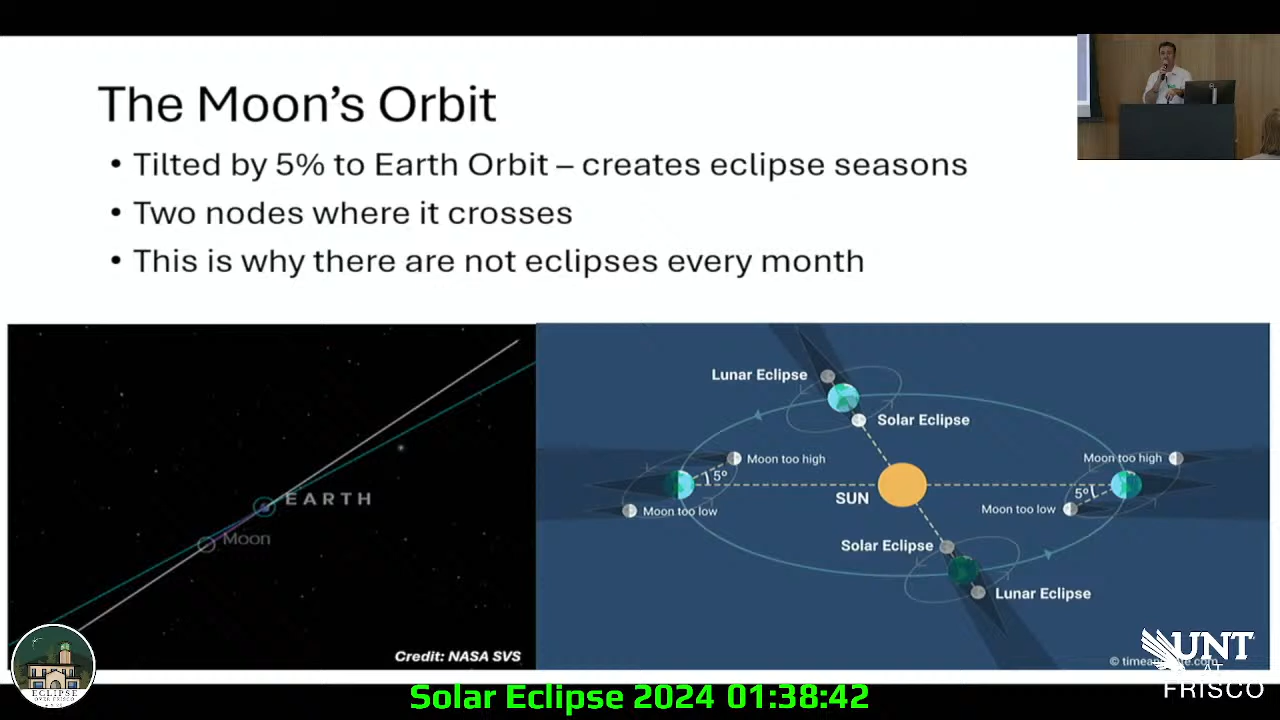 The Moon's Orbit
• Tilted by 5% to Earth Orbit – creates eclipse seasons
• Two nodes where it crosses
• This is why there are not eclipses every month
EARTH
Moon
Credit: NASA SVS
Lunar Eclipse
Solar Eclipse
Moon too high
5°
Moon too low
SUN
Moon too high
5°
Moon too low
Solar Eclipse
Lunar Eclipse
UNT
AT
FRISCO
ECLIPSE
OVER FRISCO
Solar Eclipse 2024 01:38:42